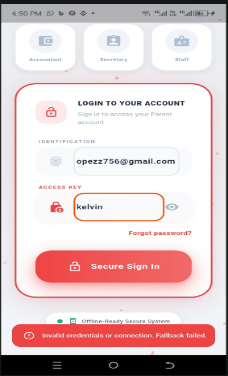 6:50 PM
Accountant Secretary Staff
LOGIN TO YOUR ACCOUNT
Sign in to access your Parent
account
IDENTIFICATION
opezz756@gmail.com
ACCESS KEY
kelvin
Forgot password?
Secure Sign In
Offline-Ready Secure System
Invalid credentials or connection. Fallback failed.